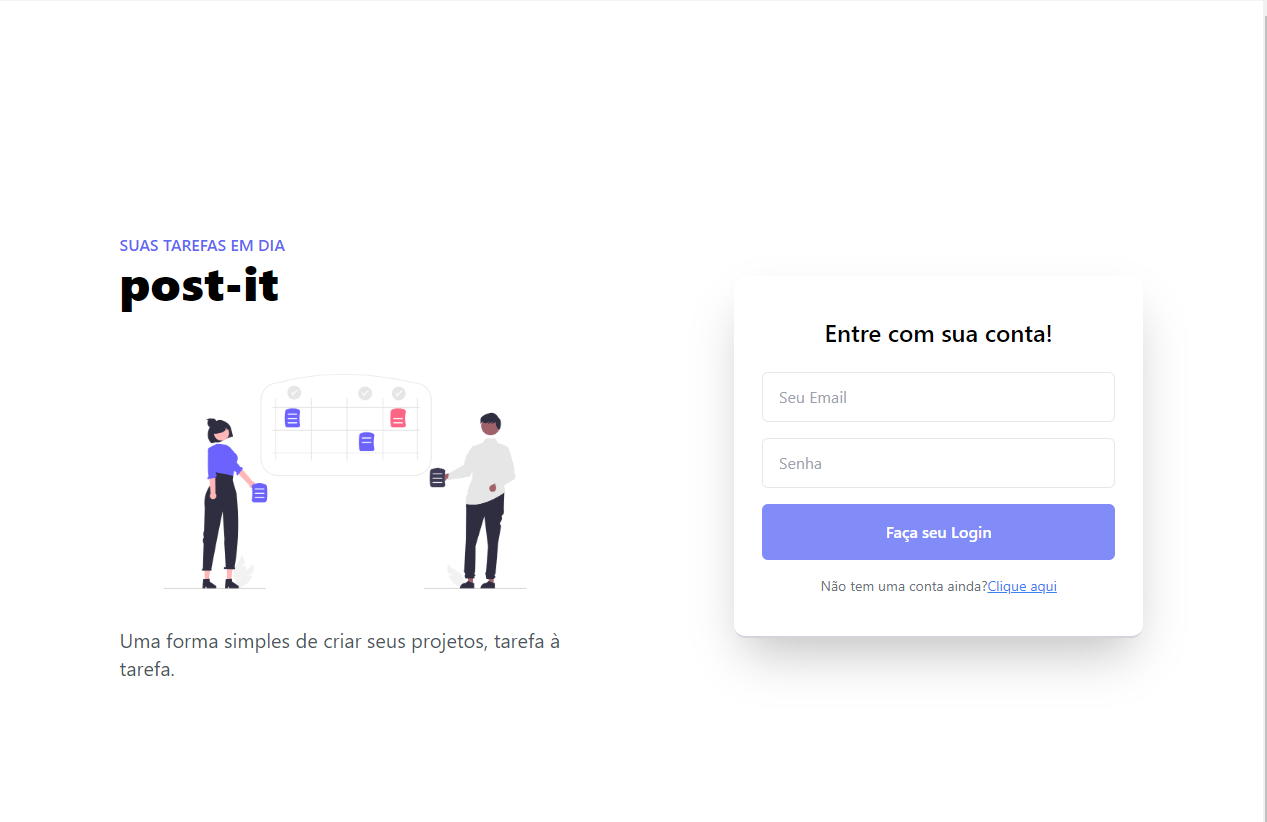 SUAS TAREFAS EM DIA
post-it
Uma forma simples de criar seus projetos, tarefa à
tarefa.
Entre com sua conta!
Seu Email
Senha
Faça seu Login
Não tem uma conta ainda?Clique aqui